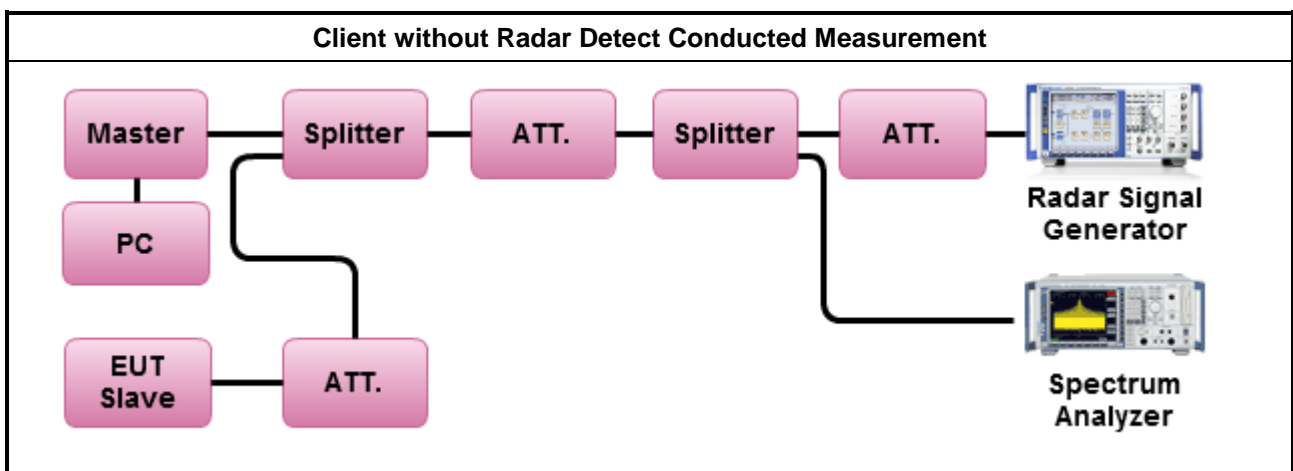 Client without Radar Detect Conducted Measurement
Master
Splitter
ATT.
Splitter
ATT.
Radar Signal
Generator
PC
EUT
Slave
ATT.
Spectrum
Analyzer